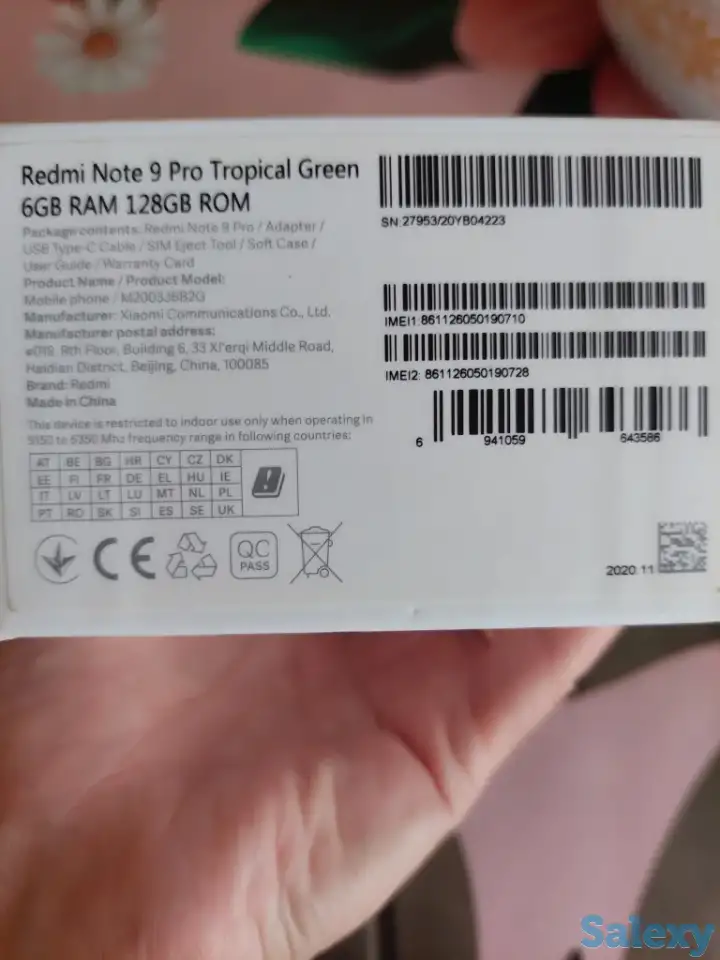 Redmi Note 9 Pro Tropical Green
6GB RAM 128GB ROM
Package contents: Redmi Note 9 Pro / Adapter /
USB Type-C Cable / SIM Eject Tool / Soft Case /
User Guide / Warranty Card
Product Name / Product Model:
Mobile phone / M2003J6B2G
Manufacturer: Xiaomi Communications Co., Ltd.
Manufacturer postal address:
#019, 9th Floor, Building 6, 33 Xi'erqi Middle Road,
Haidian District, Beijing, China, 100085
Brand: Redmi
Made in China
This device is restricted to indoor use only when operating in
5150 to 5350 Mhz frequency range in following countries:
AT BE BG HR CY CZ DK
EE FI FR DE EL HU IE
IT LV LT LU MT NL PL
PT RO SK SI ES SE UK
CE
QC
PASS
SN:27953/20YB04223
IMEI1:861126050190710
IMEI2: 861126050190728
6 941059 643586
2020.11
Salexy